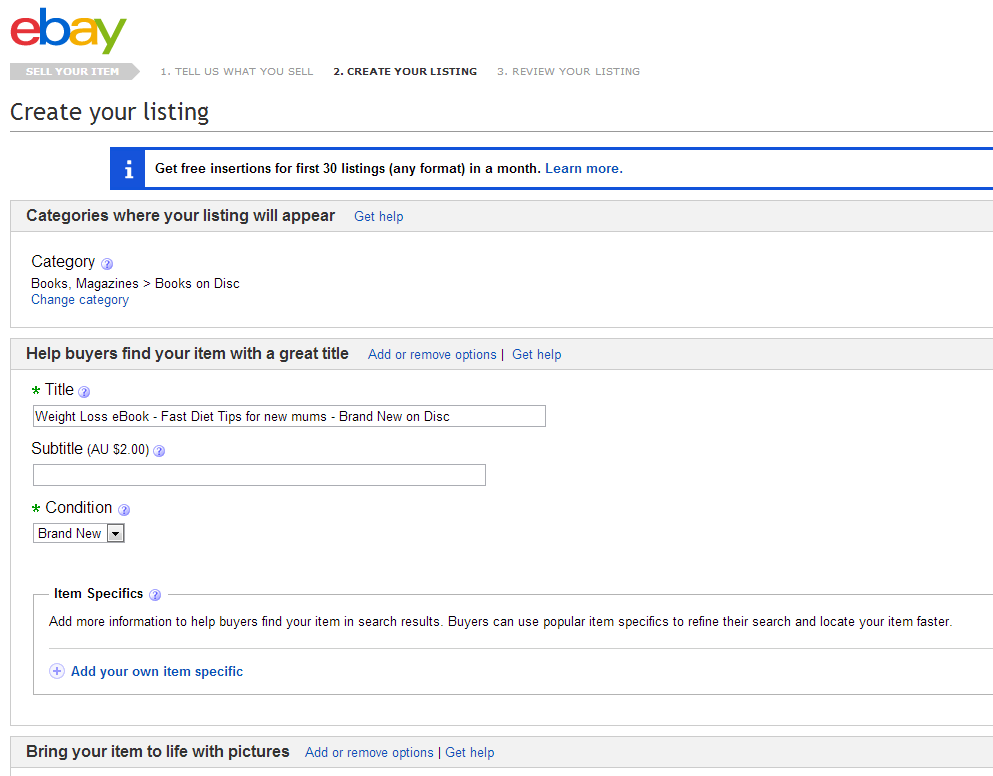 ebay
SELL YOUR ITEM 1. TELL US WHAT YOU SELL 2. CREATE YOUR LISTING 3. REVIEW YOUR LISTING
Create your listing
i Get free insertions for first 30 listings (any format) in a month. Learn more.
Categories where your listing will appear Get help
Category ?
Books, Magazines > Books on Disc
Change category
Help buyers find your item with a great title Add or remove options | Get help
* Title ?
Weight Loss eBook - Fast Diet Tips for new mums - Brand New on Disc
Subtitle (AU $2.00) ?
* Condition ?
Brand New
Item Specifics ?
Add more information to help buyers find your item in search results. Buyers can use popular item specifics to refine their search and locate your item faster.
+ Add your own item specific
Bring your item to life with pictures Add or remove options | Get help